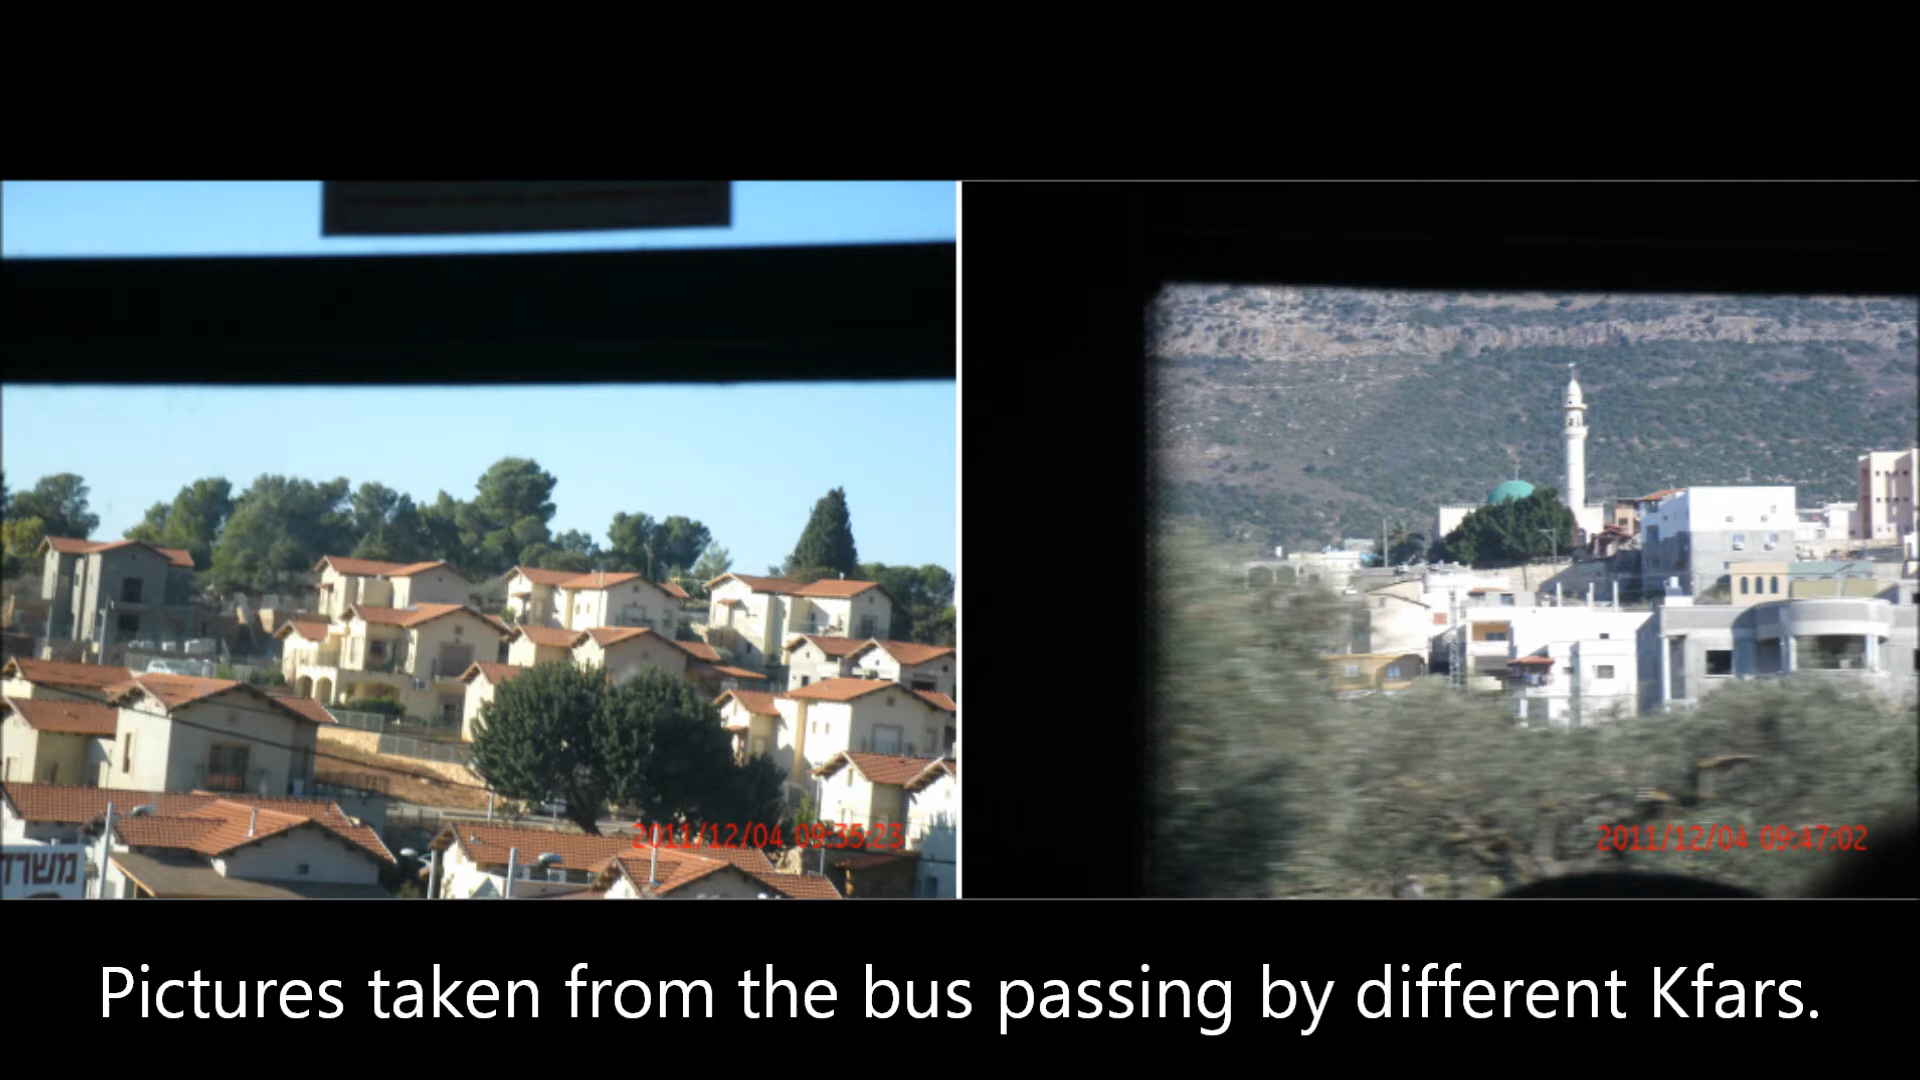 2011/12/04 09:35:23
משרד
2011/12/04 09:47:02
Pictures taken from the bus passing by different Kfars.